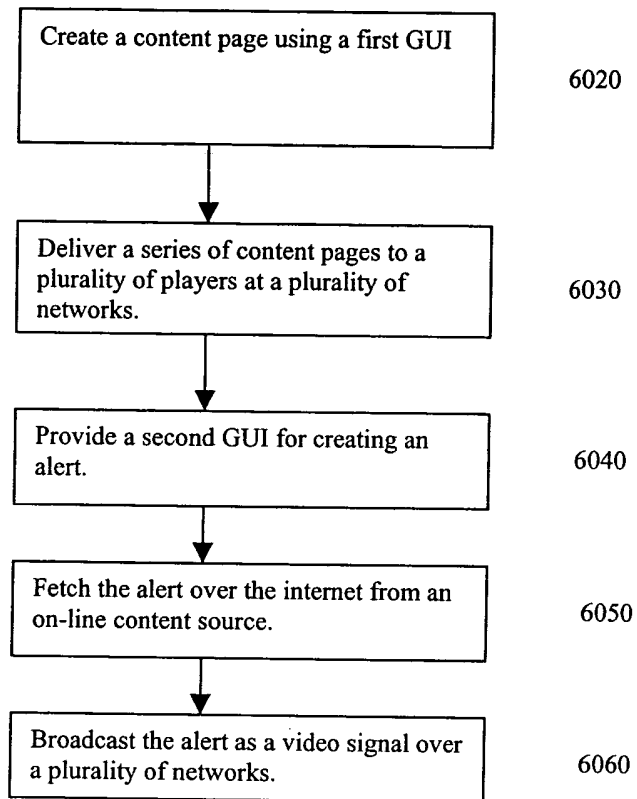 Create a content page using a first GUI
6020
Deliver a series of content pages to a
plurality of players at a plurality of
networks.
6030
Provide a second GUI for creating an
alert.
6040
Fetch the alert over the internet from an
on-line content source.
6050
Broadcast the alert as a video signal over
a plurality of networks.
6060